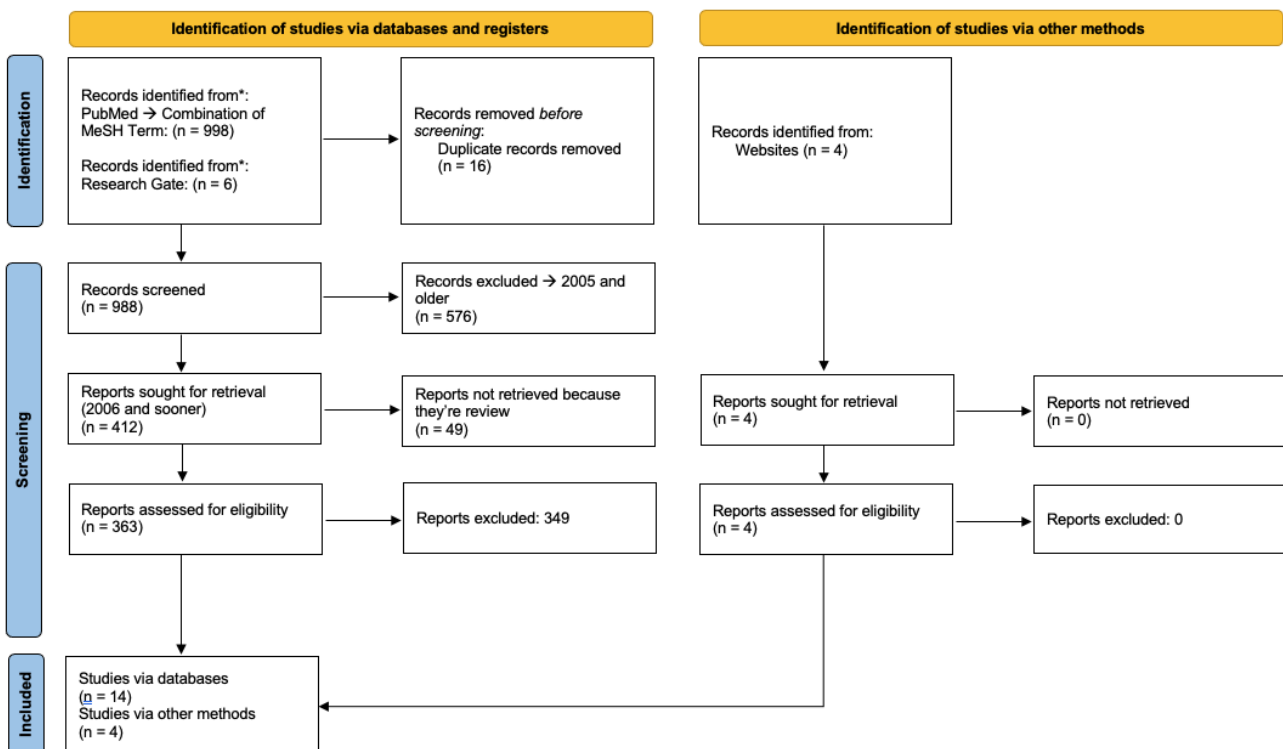 Identification of studies via databases and registers
Identification of studies via other methods
Identification
Records identified from*:
PubMed → Combination of
MeSH Term: (n = 998)
Records identified from*:
Research Gate: (n = 6)
Records removed before
screening:
Duplicate records removed
(n = 16)
Records identified from:
Websites (n = 4)
Screening
Records screened
(n = 988)
Records excluded → 2005 and
older
(n = 576)
Reports sought for retrieval
(2006 and sooner)
(n = 412)
Reports not retrieved because
they're review
(n = 49)
Reports sought for retrieval
(n = 4)
Reports not retrieved
(n = 0)
Reports assessed for eligibility
(n = 363)
Reports excluded: 349
Reports assessed for eligibility
(n = 4)
Reports excluded: 0
Included
Studies via databases
(n = 14)
Studies via other methods
(n = 4)